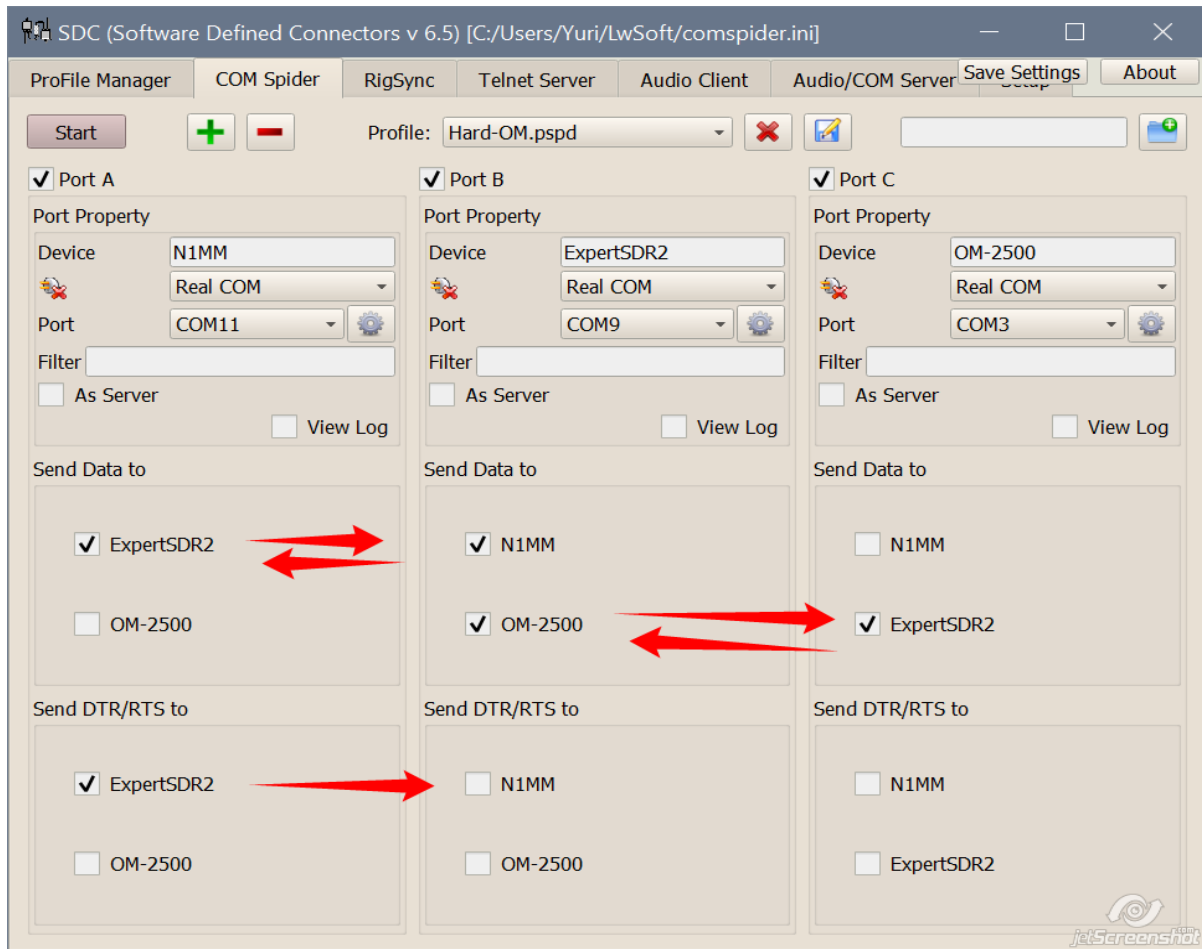 SDC (Software Defined Connectors v 6.5) [C:/Users/Yuri/LwSoft/comspider.ini]
ProFile Manager COM Spider RigSync Telnet Server Audio Client Audio/COM Server Setup Save Settings About
Start Profile: Hard-OM.pspd
Port A Port B Port C
Port Property Port Property Port Property
Device N1MM Device ExpertSDR2 Device OM-2500
Real COM Real COM Real COM
Port COM11 Port COM9 Port COM3
Filter Filter Filter
As Server As Server As Server
View Log View Log View Log
Send Data to Send Data to Send Data to
ExpertSDR2 N1MM N1MM
OM-2500 OM-2500 ExpertSDR2
Send DTR/RTS to Send DTR/RTS to Send DTR/RTS to
ExpertSDR2 N1MM N1MM
OM-2500 OM-2500 ExpertSDR2
jetScreenshot